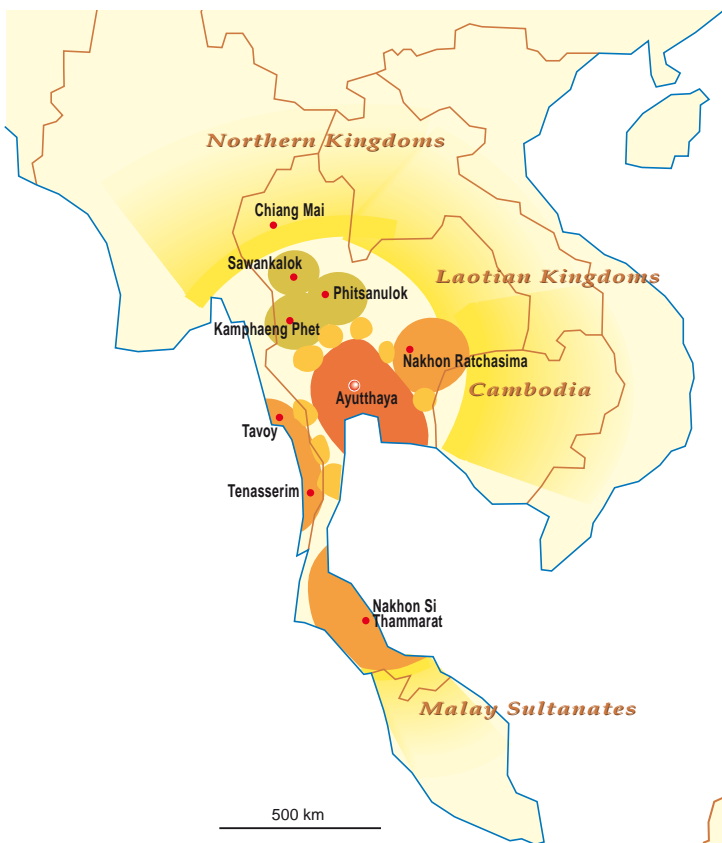 Northern Kingdoms
Chiang Mai
Sawankalok
Phitsanulok
Laotian Kingdoms
Kamphaeng Phet
Nakhon Ratchasima
Cambodia
Ayutthaya
Tavoy
Tenasserim
Nakhon Si
Thammarat
Malay Sultanates
500 km